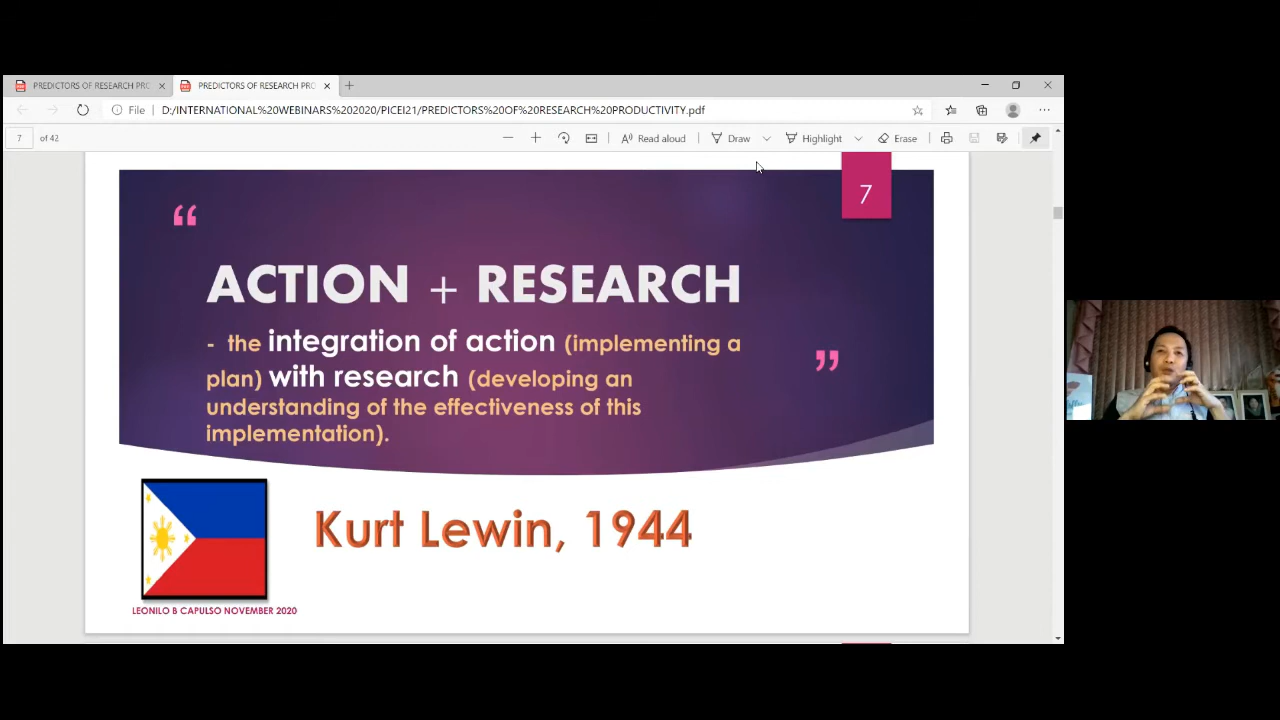 PREDICTORS OF RESEARCH PRO
PREDICTORS OF RESEARCH PRO
File
D:/INTERNATIONAL%20WEBINARS%202020/PICEI21/PREDICTORS%20OF%20RESEARCH%20PRODUCTIVITY.pdf
7 of 42
Read aloud
Draw
Highlight
Erase
7
“
ACTION + RESEARCH
- the integration of action (implementing a
plan) with research (developing an
understanding of the effectiveness of this
implementation).
”
Kurt Lewin, 1944
LEONILO B CAPULSO NOVEMBER 2020